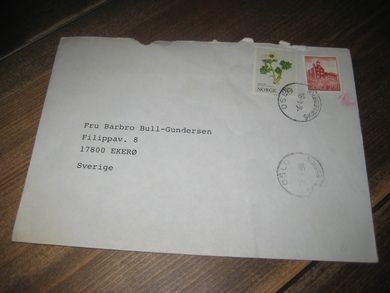 NORGE
OSLO
Fru Barbro Bull-Gundersen
Filippav. 8
17800 EKERØ
Sverige
OSLO